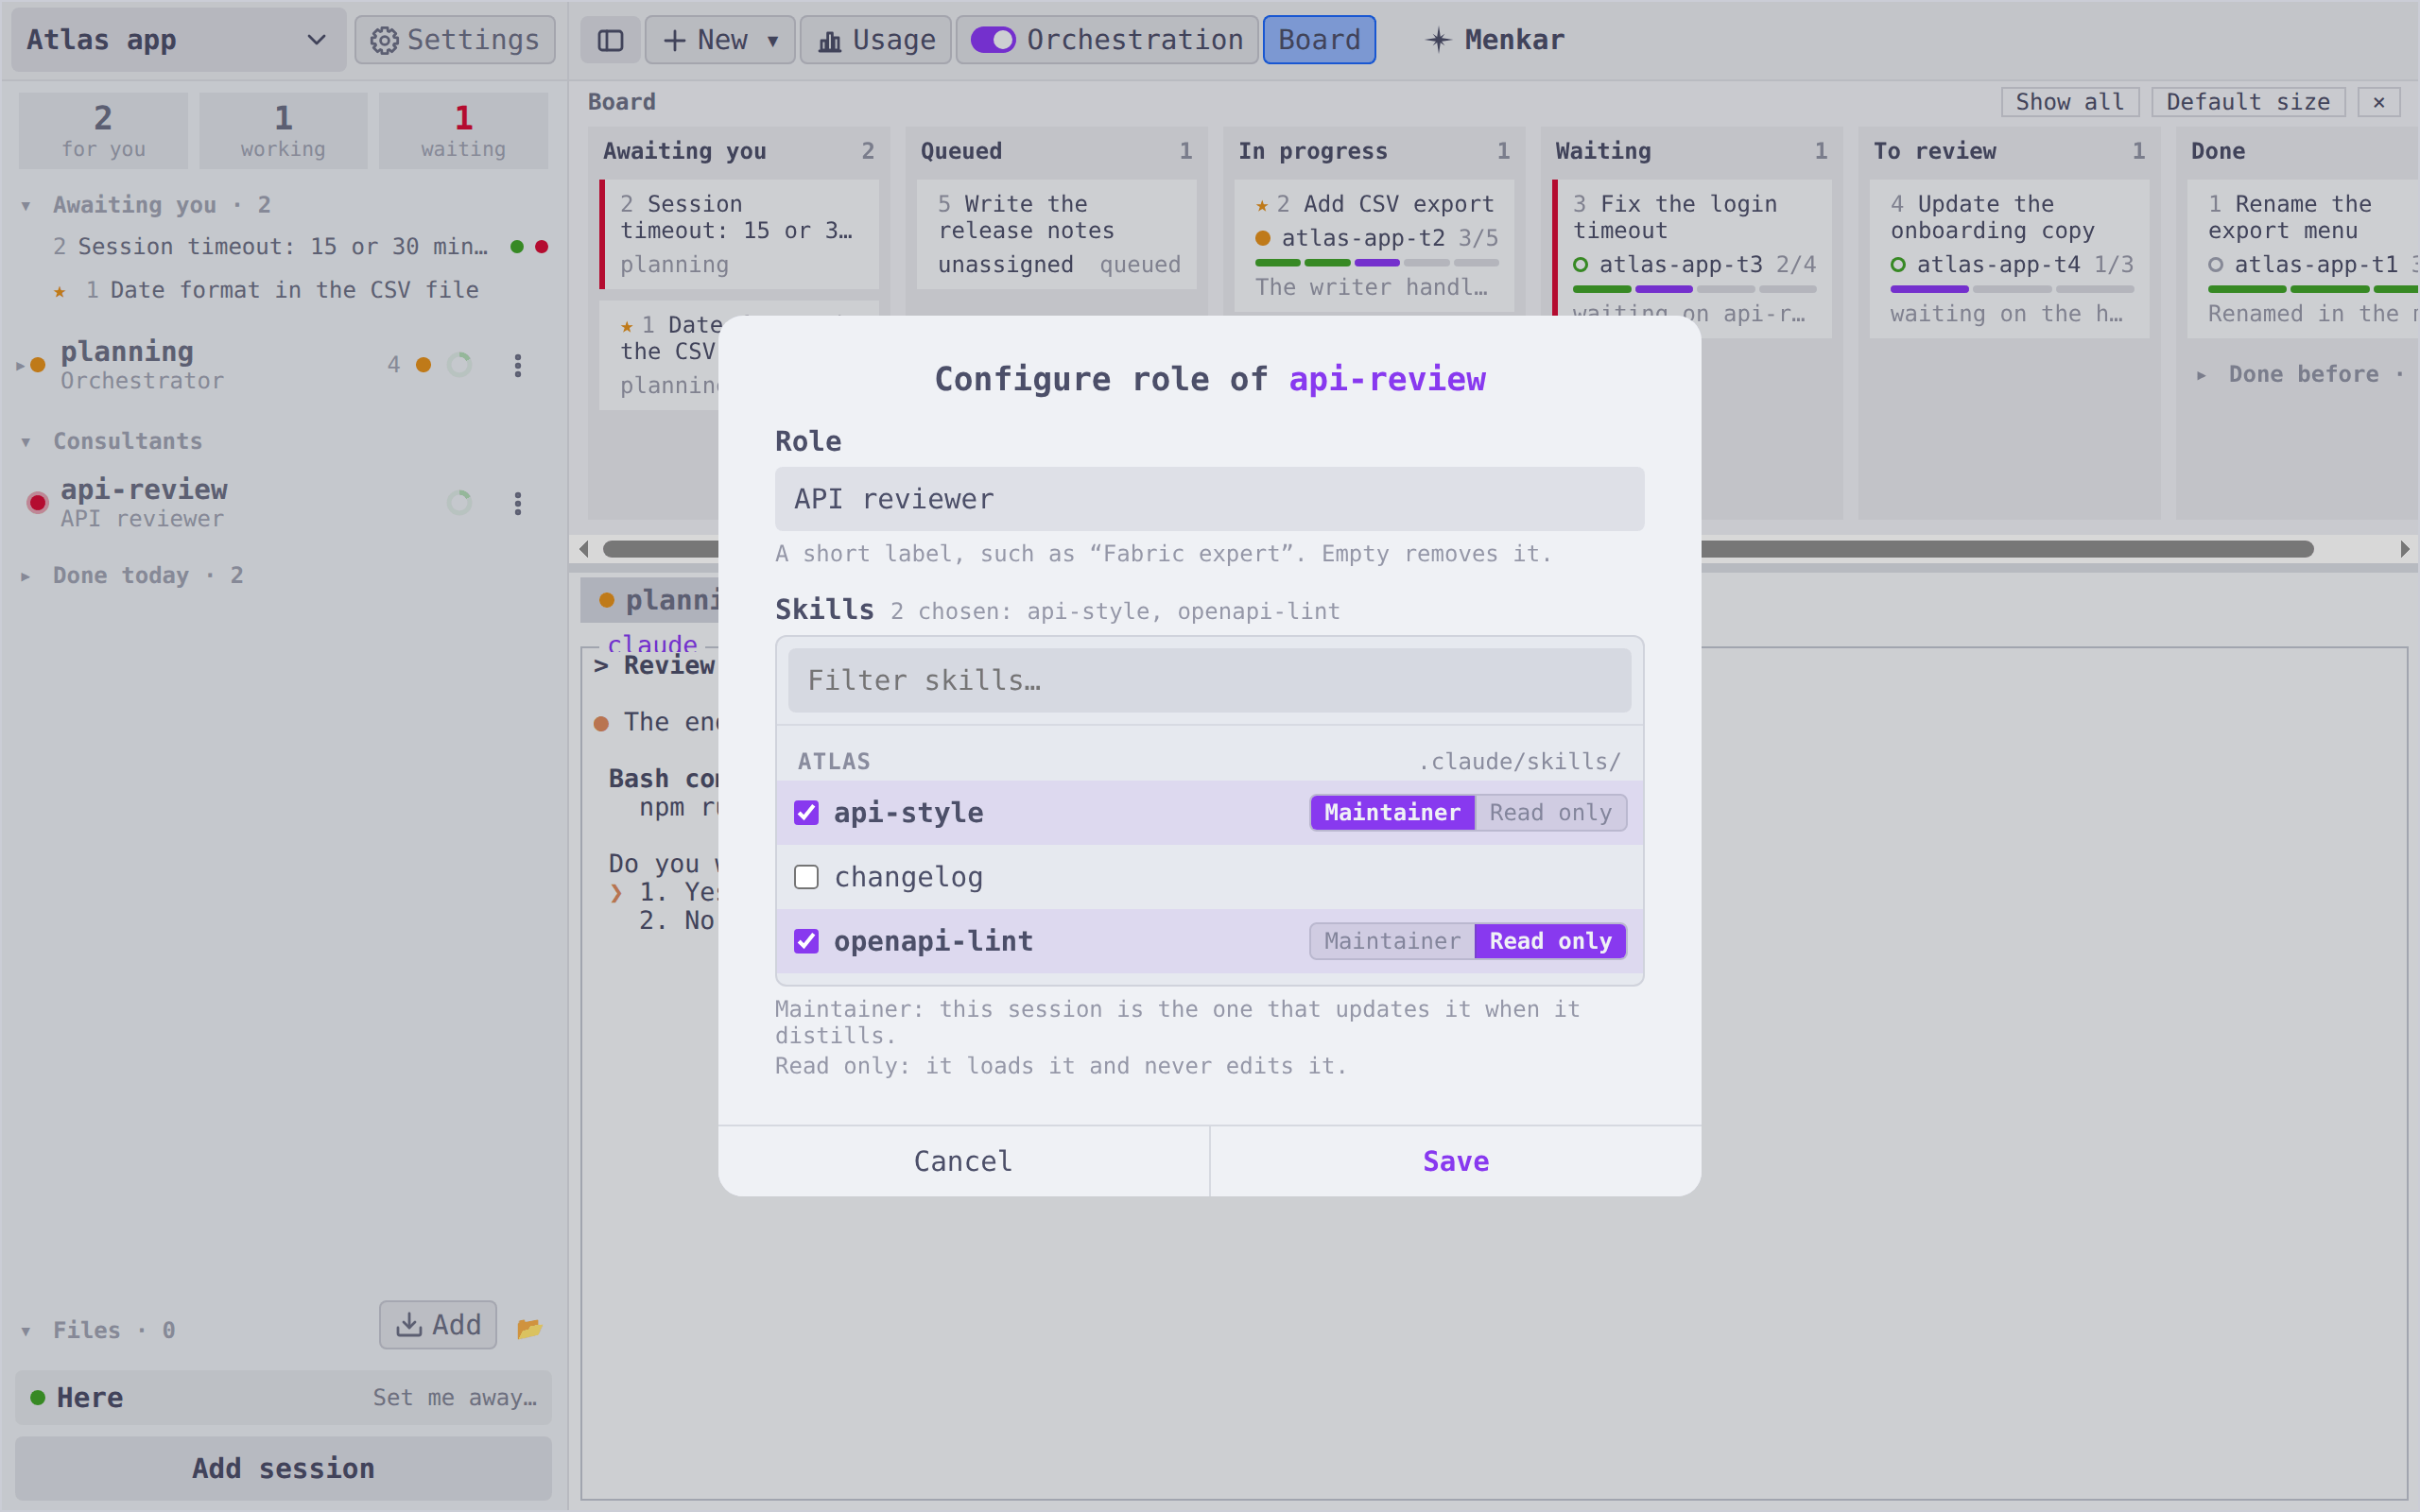 Atlas app
Settings
New ▾
Usage
Orchestration
Board
Menkar
2
for you
1
working
1
waiting
▾ Awaiting you · 2
2 Session timeout: 15 or 30 min…
★ 1 Date format in the CSV file
▸ planning
Orchestrator
4
▾ Consultants
api-review
API reviewer
▸ Done today · 2
▾ Files · 0
Add
Here
Set me away…
Add session
Board
Show all
Default size
×
Awaiting you 2
2 Session
timeout: 15 or 3…
planning
★ 1 Date
the CSV
planning
Queued 1
5 Write the
release notes
unassigned queued
In progress 1
★ 2 Add CSV export
atlas-app-t2 3/5
The writer handl…
Waiting 1
3 Fix the login
timeout
atlas-app-t3 2/4
waiting on api-r…
To review 1
4 Update the
onboarding copy
atlas-app-t4 1/3
waiting on the h…
Done
1 Rename the
export menu
atlas-app-t1
Renamed in the
▸ Done before ·
claude
> Review
The
Bash
npm
Do you
❯ 1. Yes
2. No
Configure role of api-review
Role
API reviewer
A short label, such as “Fabric expert”. Empty removes it.
Skills 2 chosen: api-style, openapi-lint
Filter skills…
ATLAS .claude/skills/
api-style Maintainer Read only
changelog
openapi-lint Maintainer Read only
Maintainer: this session is the one that updates it when it
distills.
Read only: it loads it and never edits it.
Cancel
Save